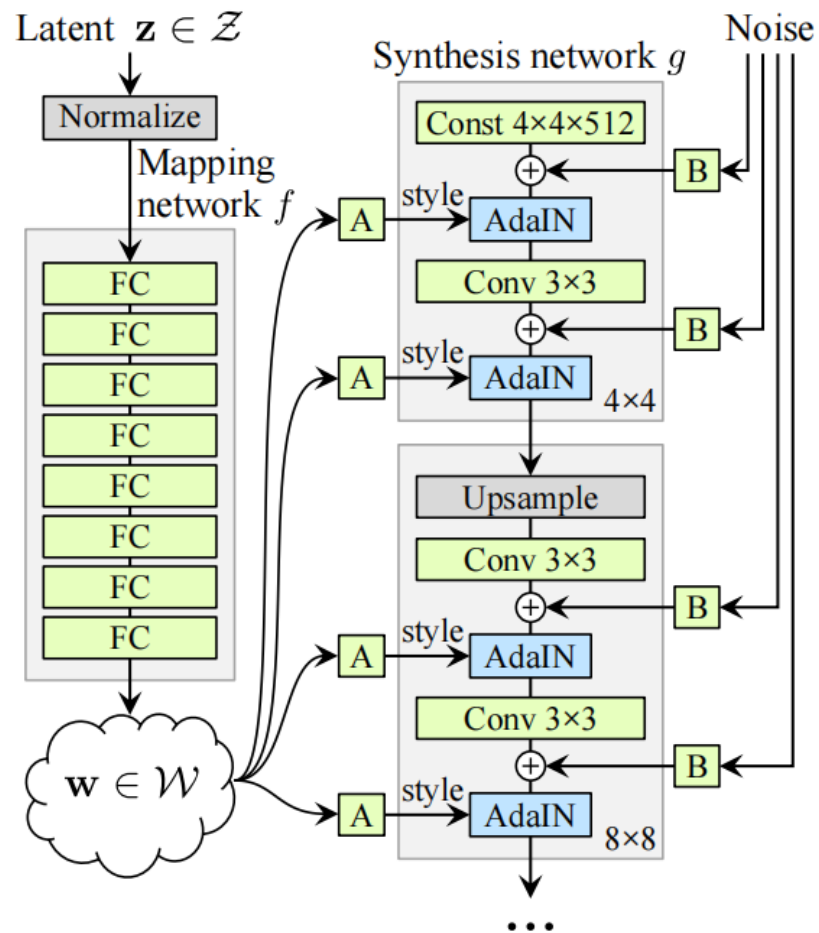 Latent z ∈ 𝒵
Normalize
Mapping
network f
FC
FC
FC
FC
FC
FC
FC
FC
w ∈ 𝒲
Synthesis network g
Noise
Const 4×4×512
+
B
A
style
AdaIN
Conv 3×3
+
B
A
style
AdaIN
4×4
Upsample
Conv 3×3
+
B
A
style
AdaIN
Conv 3×3
+
B
A
style
AdaIN
8×8
...